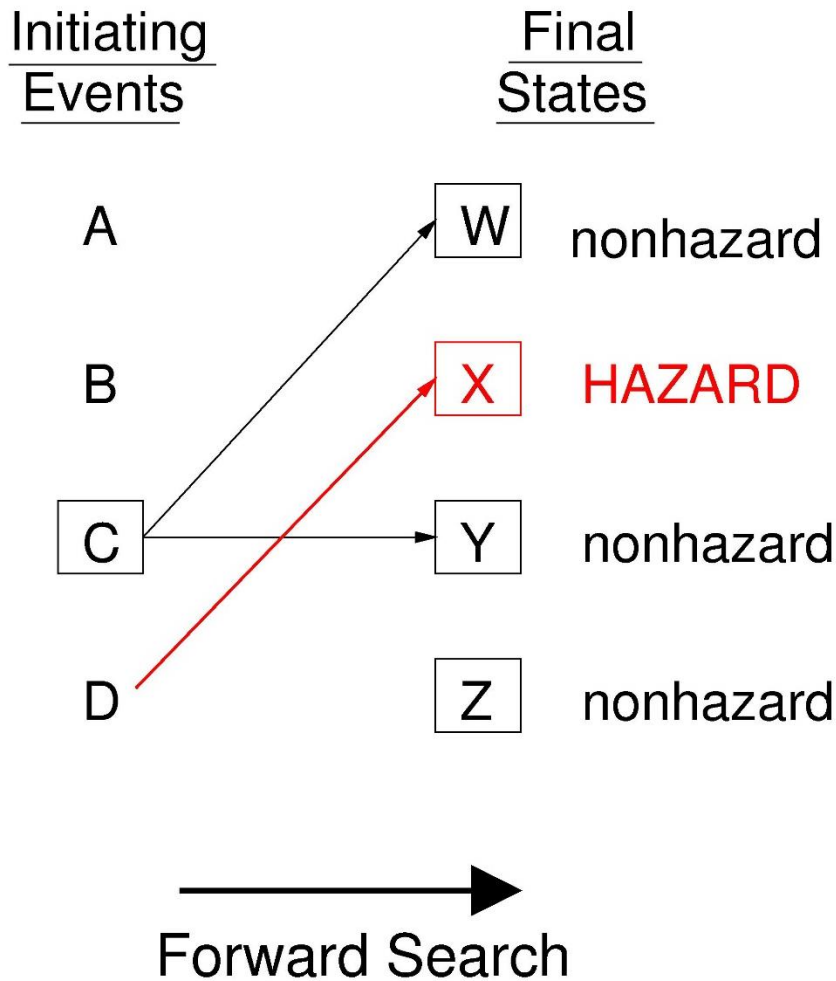 Initiating Events
Final States
A
W nonhazard
B
X HAZARD
C
Y nonhazard
D
Z nonhazard
Forward Search